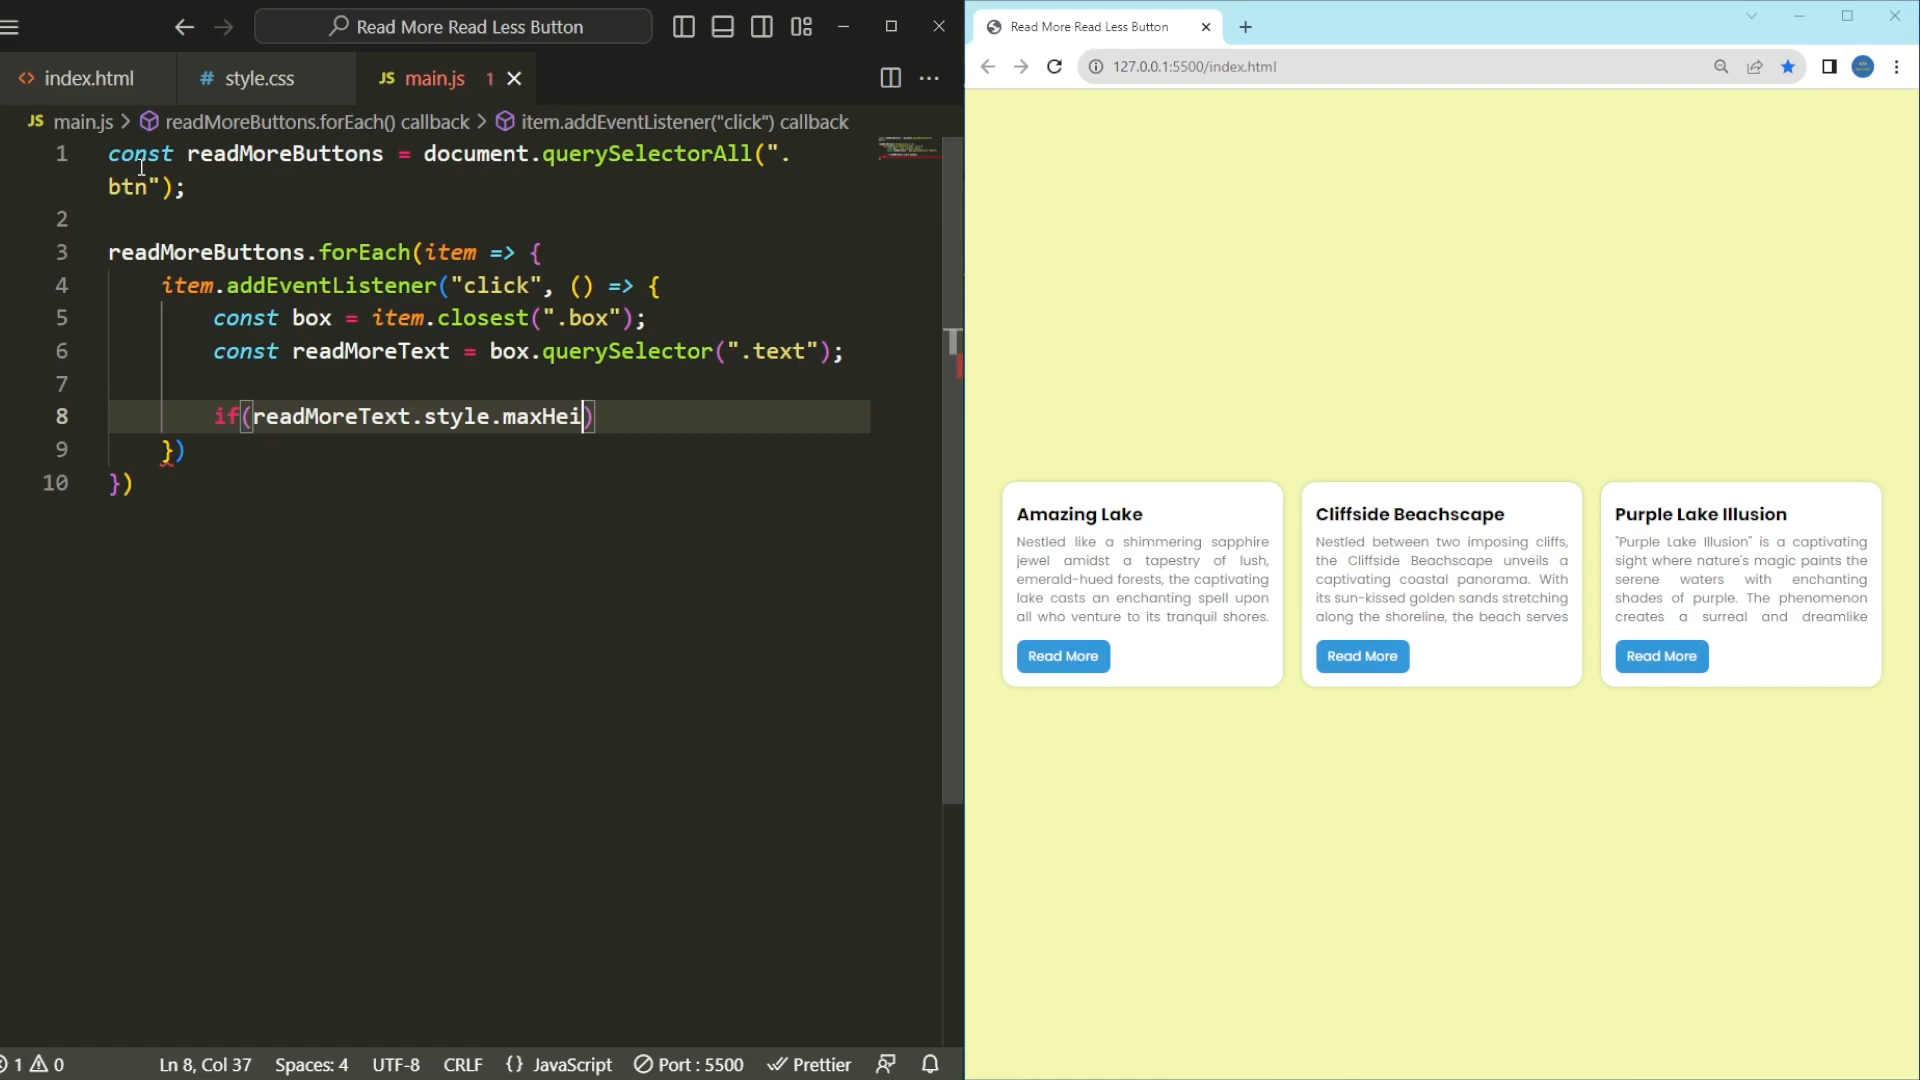 Read More Read Less Button
index.html
style.css
JS main.js 1
JS main.js > readMoreButtons.forEach() callback > item.addEventListener("click") callback
1 const readMoreButtons = document.querySelectorAll(".
btn");
2
3 readMoreButtons.forEach(item => {
4 item.addEventListener("click", () => {
5 const box = item.closest(".box");
6 const readMoreText = box.querySelector(".text");
7
8 if(readMoreText.style.maxHei)
9 })
10 })
1 0 Ln 8, Col 37 Spaces: 4 UTF-8 CRLF {} JavaScript Port : 5500 Prettier
Read More Read Less Button
127.0.0.1:5500/index.html
Amazing Lake
Nestled like a shimmering sapphire
jewel amidst a tapestry of lush,
emerald-hued forests, the captivating
lake casts an enchanting spell upon
all who venture to its tranquil shores.
Read More
Cliffside Beachscape
Nestled between two imposing cliffs,
the Cliffside Beachscape unveils a
captivating coastal panorama. With
its sun-kissed golden sands stretching
along the shoreline, the beach serves
Read More
Purple Lake Illusion
"Purple Lake Illusion" is a captivating
sight where nature's magic paints the
serene waters with enchanting
shades of purple. The phenomenon
creates a surreal and dreamlike
Read More